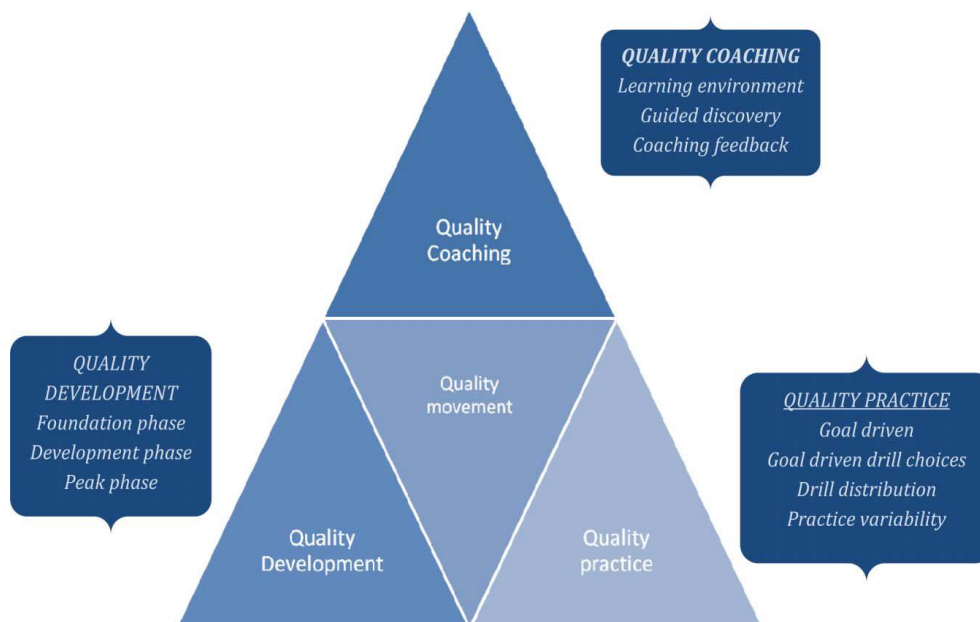 QUALITY COACHING
Learning environment
Guided discovery
Coaching feedback
Quality
Coaching
QUALITY
DEVELOPMENT
Foundation phase
Development phase
Peak phase
Quality
movement
QUALITY PRACTICE
Goal driven
Goal driven drill choices
Drill distribution
Practice variability
Quality
Development
Quality
practice